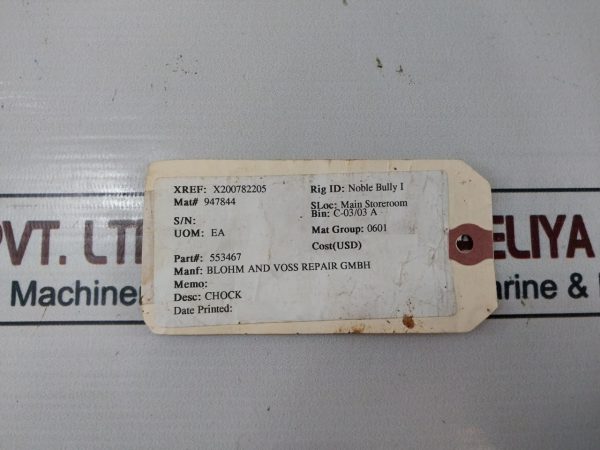 XREF: X200782205 Rig ID: Noble Bully I
Mat# 947844 SLoc: Main Storeroom
Bin: C-03/03 A
S/N:
UOM: EA Mat Group: 0601
Cost(USD)
Part#: 553467
Manf: BLOHM AND VOSS REPAIR GMBH
Memo:
Desc: CHOCK
Date Printed:
PVT. LT ELIYA
Machiner rine &